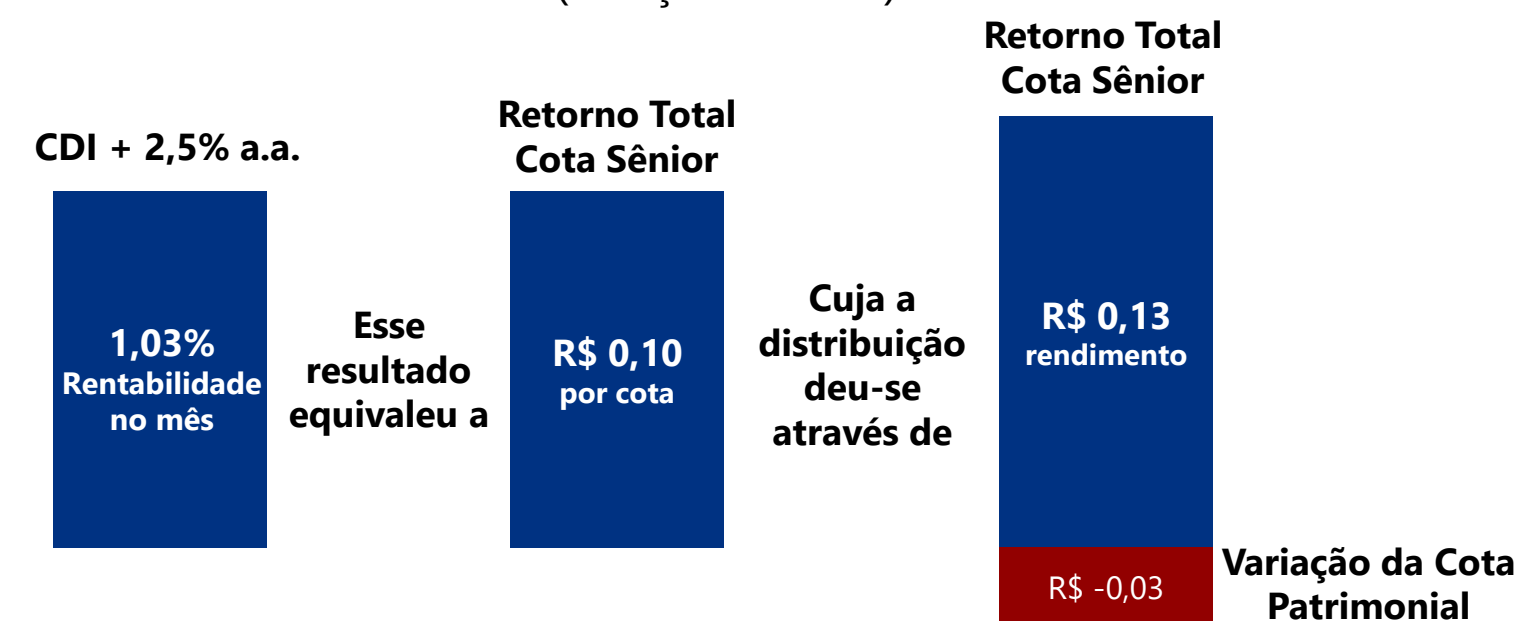 CDI + 2,5% a.a.
1,03%
Rentabilidade
no mês
Esse
resultado
equivaleu a
Retorno Total
Cota Sênior
R$ 0,10
por cota
Cuja a
distribuição
deu-se
através de
Retorno Total
Cota Sênior
R$ 0,13
rendimento
R$ -0,03
Variação da Cota
Patrimonial